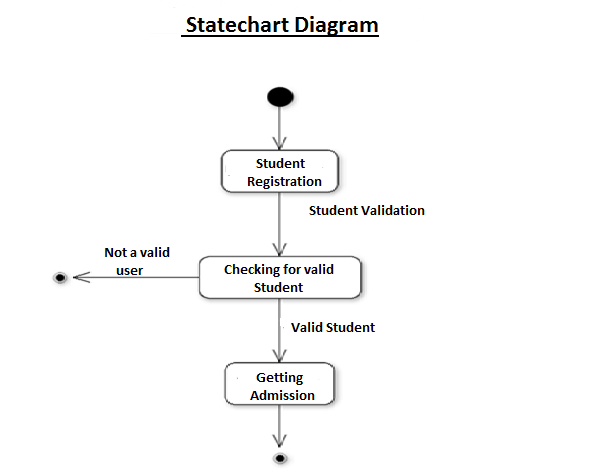 Statechart Diagram
Student
Registration
Student Validation
Not a valid
user
Checking for valid
Student
Valid Student
Getting
Admission